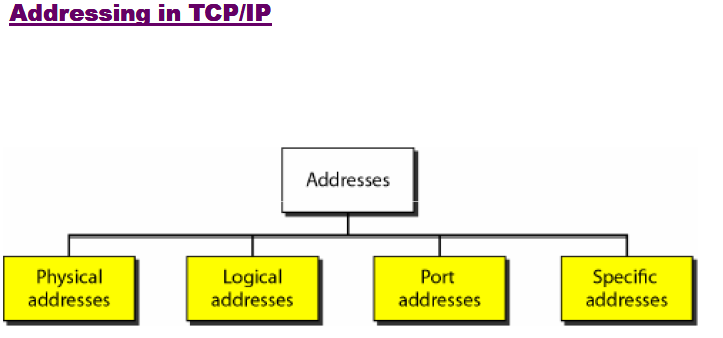 Addressing in TCP/IP
Addresses
Physical
addresses
Logical
addresses
Port
addresses
Specific
addresses